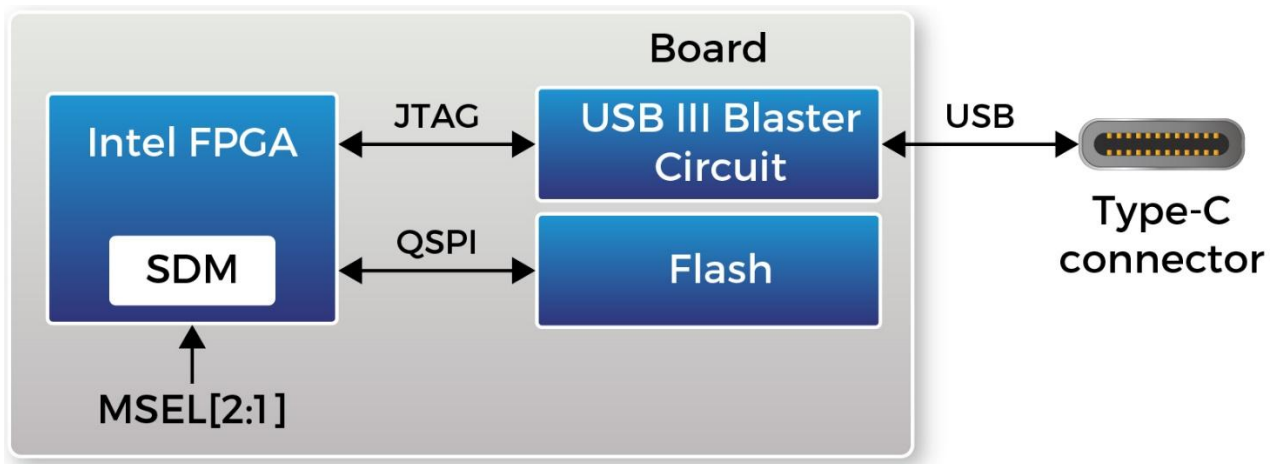 Board
Intel FPGA
SDM
MSEL[2:1]
JTAG
QSPI
USB III Blaster
Circuit
Flash
USB
Type-C
connector